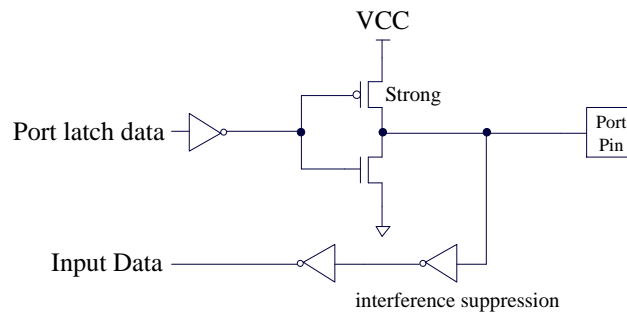 VCC
Strong
Port latch data
Port
Pin
Input Data
interference suppression